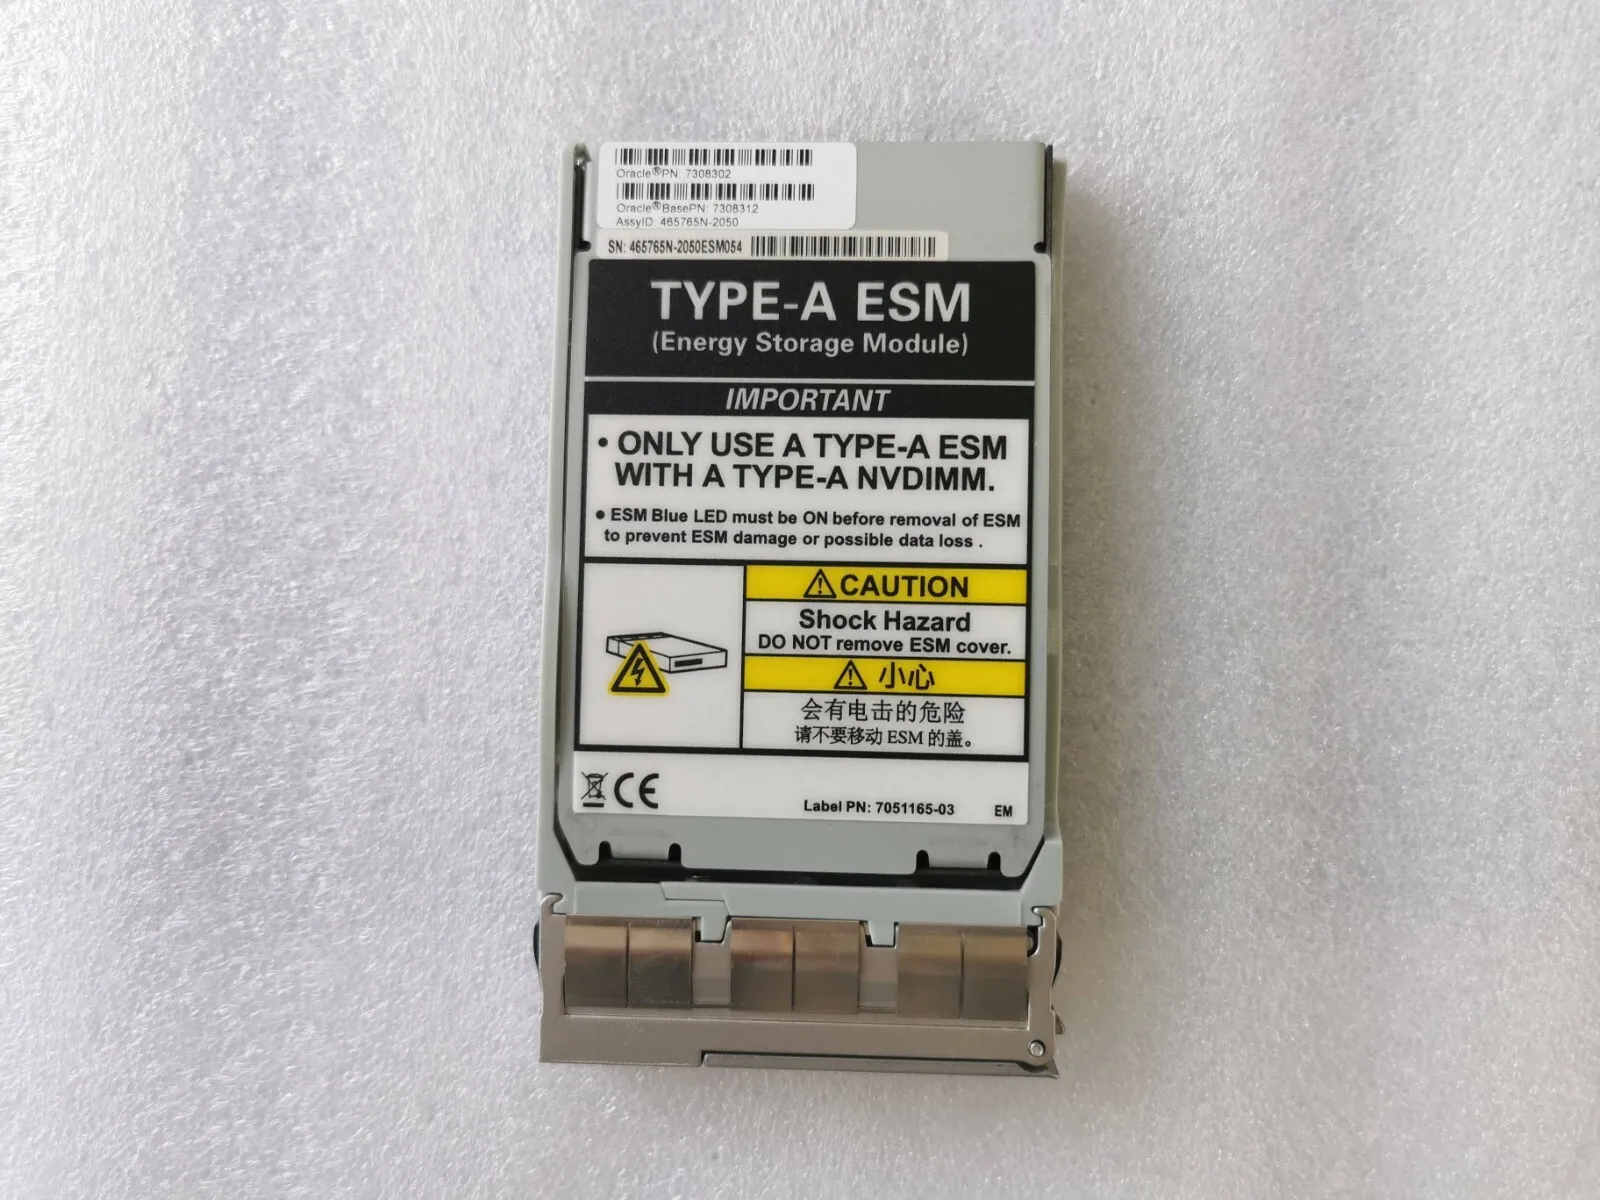 Oracle®PN: 7308302
Oracle®BasePN: 7308312
AssyID: 465765N-2050
SN: 465765N-2050ESM054
TYPE-A ESM
(Energy Storage Module)
IMPORTANT
• ONLY USE A TYPE-A ESM
WITH A TYPE-A NVDIMM.
• ESM Blue LED must be ON before removal of ESM
to prevent ESM damage or possible data loss .
CAUTION
Shock Hazard
DO NOT remove ESM cover.
小心
会有电击的危险
请不要移动 ESM 的盖。
CE
Label PN: 7051165-03
EM